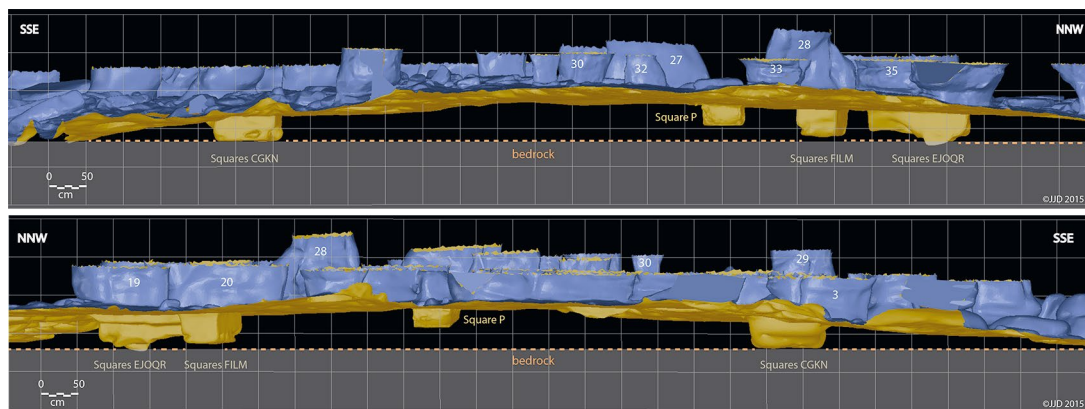 SSE
NNW
28
30
32
27
33
35
Square P
Squares CGKN
bedrock
Squares FILM
Squares EJOQR
0 50
cm
©JJD 2015
NNW
SSE
28
30
29
19
20
3
Square P
Squares EJOQR
Squares FILM
bedrock
Squares CGKN
0 50
cm
©JJD 2015